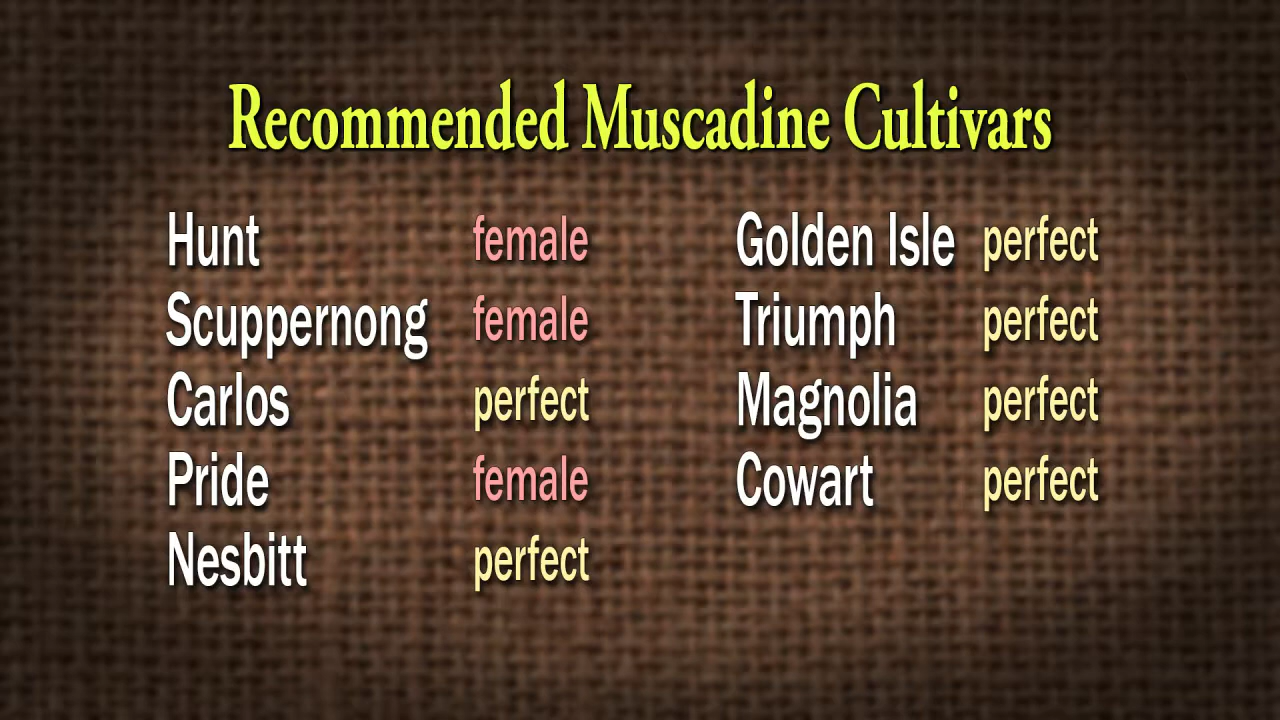 Recommended Muscadine Cultivars
Hunt female
Scuppernong female
Carlos perfect
Pride female
Nesbitt perfect
Golden Isle perfect
Triumph perfect
Magnolia perfect
Cowart perfect